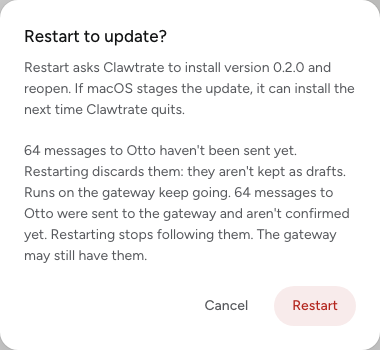 Restart to update?
Restart asks Clawtrate to install version 0.2.0 and
reopen. If macOS stages the update, it can install the
next time Clawtrate quits.
64 messages to Otto haven't been sent yet.
Restarting discards them: they aren't kept as drafts.
Runs on the gateway keep going. 64 messages to
Otto were sent to the gateway and aren't confirmed
yet. Restarting stops following them. The gateway
may still have them.
Cancel Restart